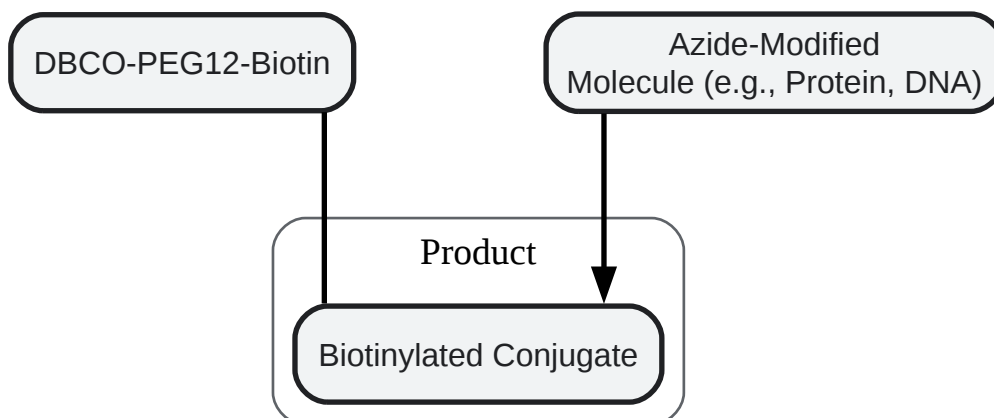 DBCO-PEG12-Biotin
Azide-Modified
Molecule (e.g., Protein, DNA)
Product
Biotinylated Conjugate